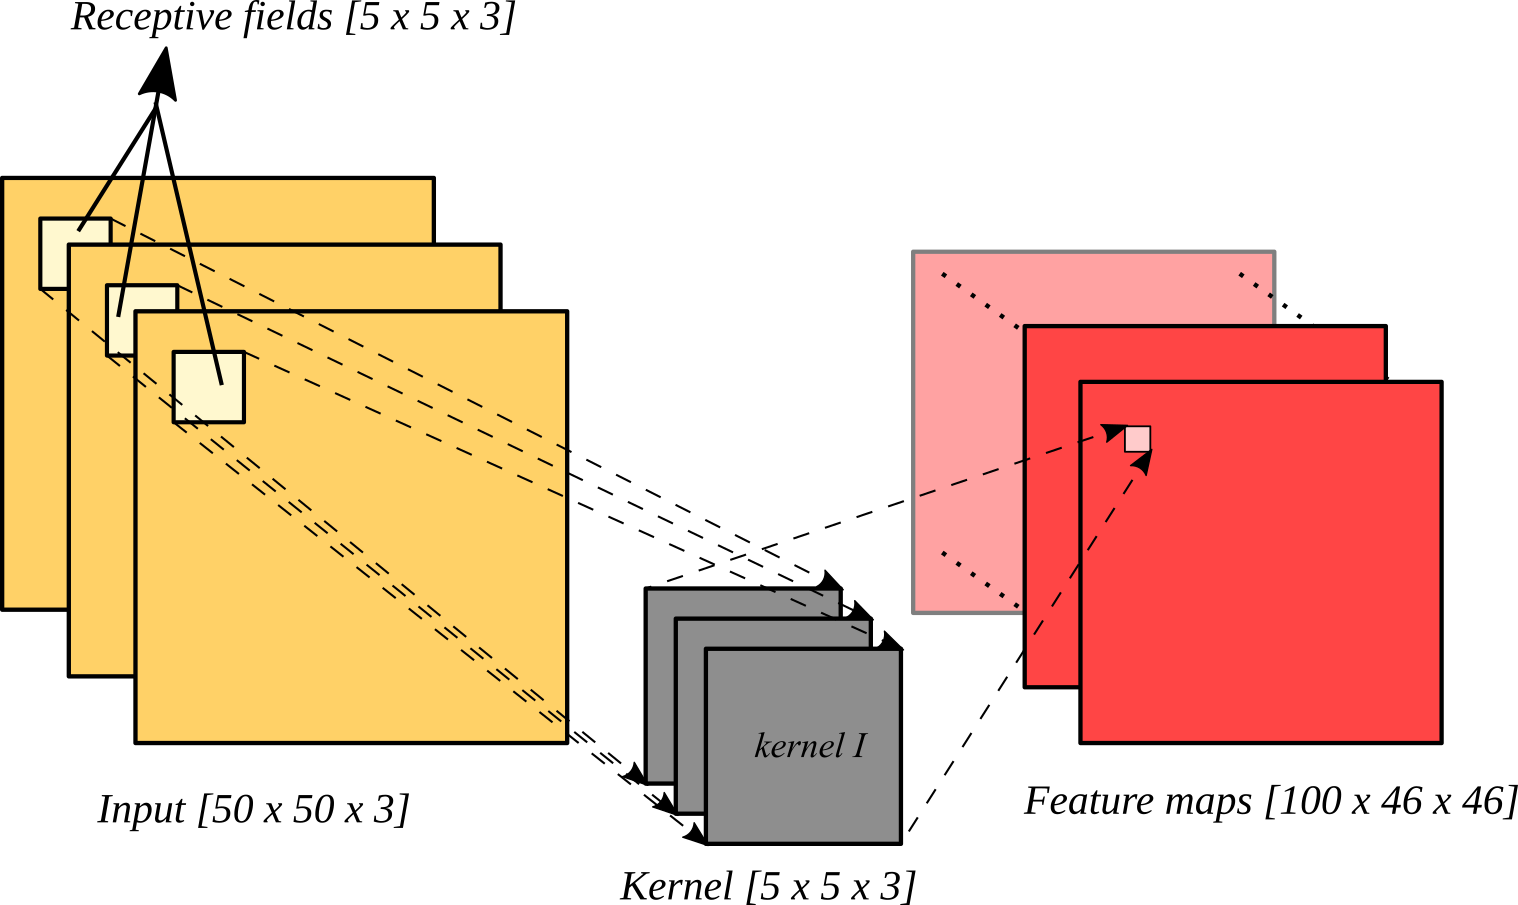 Receptive fields [5 x 5 x 3]
kernel I
Input [50 x 50 x 3]
Feature maps [100 x 46 x 46]
Kernel [5 x 5 x 3]